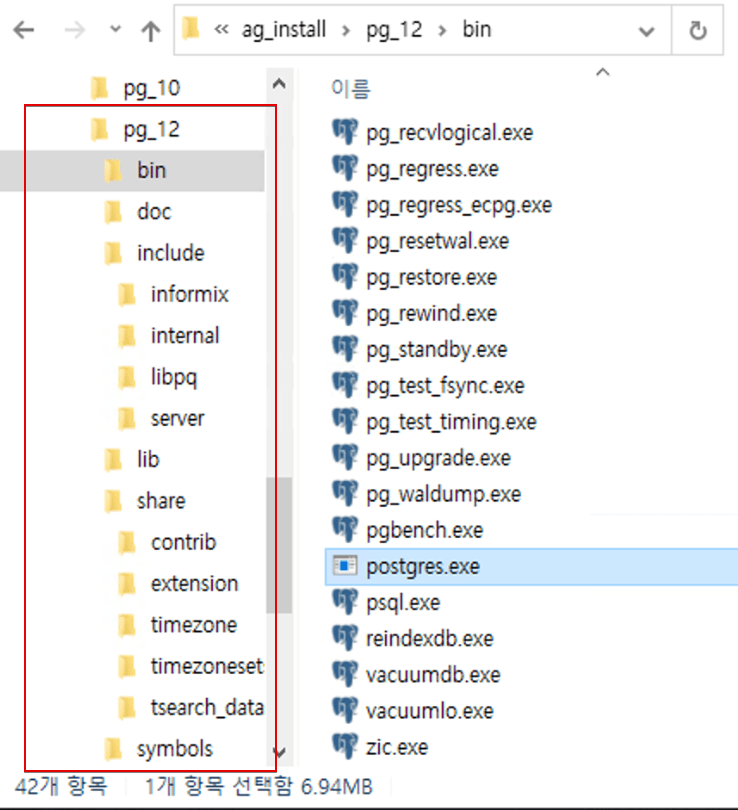 « ag_install > pg_12 > bin
pg_10
pg_12
bin
doc
include
informix
internal
libpq
server
lib
share
contrib
extension
timezone
timezoneset
tsearch_data
symbols
이름
pg_recvlogical.exe
pg_regress.exe
pg_regress_ecpg.exe
pg_resetwal.exe
pg_restore.exe
pg_rewind.exe
pg_standby.exe
pg_test_fsync.exe
pg_test_timing.exe
pg_upgrade.exe
pg_waldump.exe
pgbench.exe
postgres.exe
psql.exe
reindexdb.exe
vacuumdb.exe
vacuumlo.exe
zic.exe
42개 항목 1개 항목 선택함 6.94MB